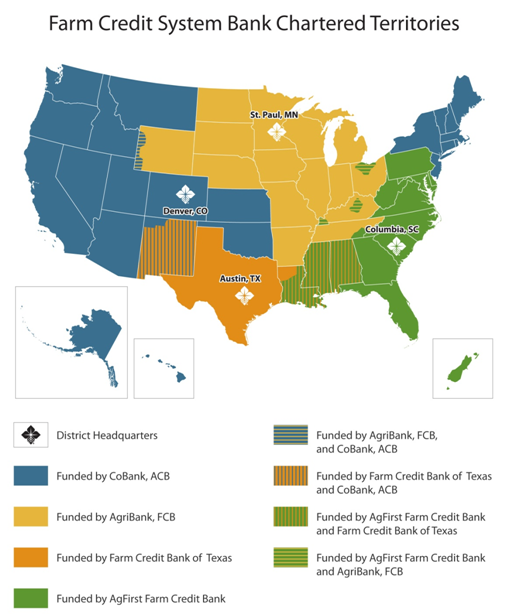 Farm Credit System Bank Chartered Territories
St. Paul, MN
Denver, CO
Columbia, SC
Austin, TX
District Headquarters
Funded by CoBank, ACB
Funded by AgriBank, FCB
Funded by Farm Credit Bank of Texas
Funded by AgFirst Farm Credit Bank
Funded by AgriBank, FCB,
and CoBank, ACB
Funded by Farm Credit Bank of Texas
and CoBank, ACB
Funded by AgFirst Farm Credit Bank
and Farm Credit Bank of Texas
Funded by AgFirst Farm Credit Bank
and AgriBank, FCB